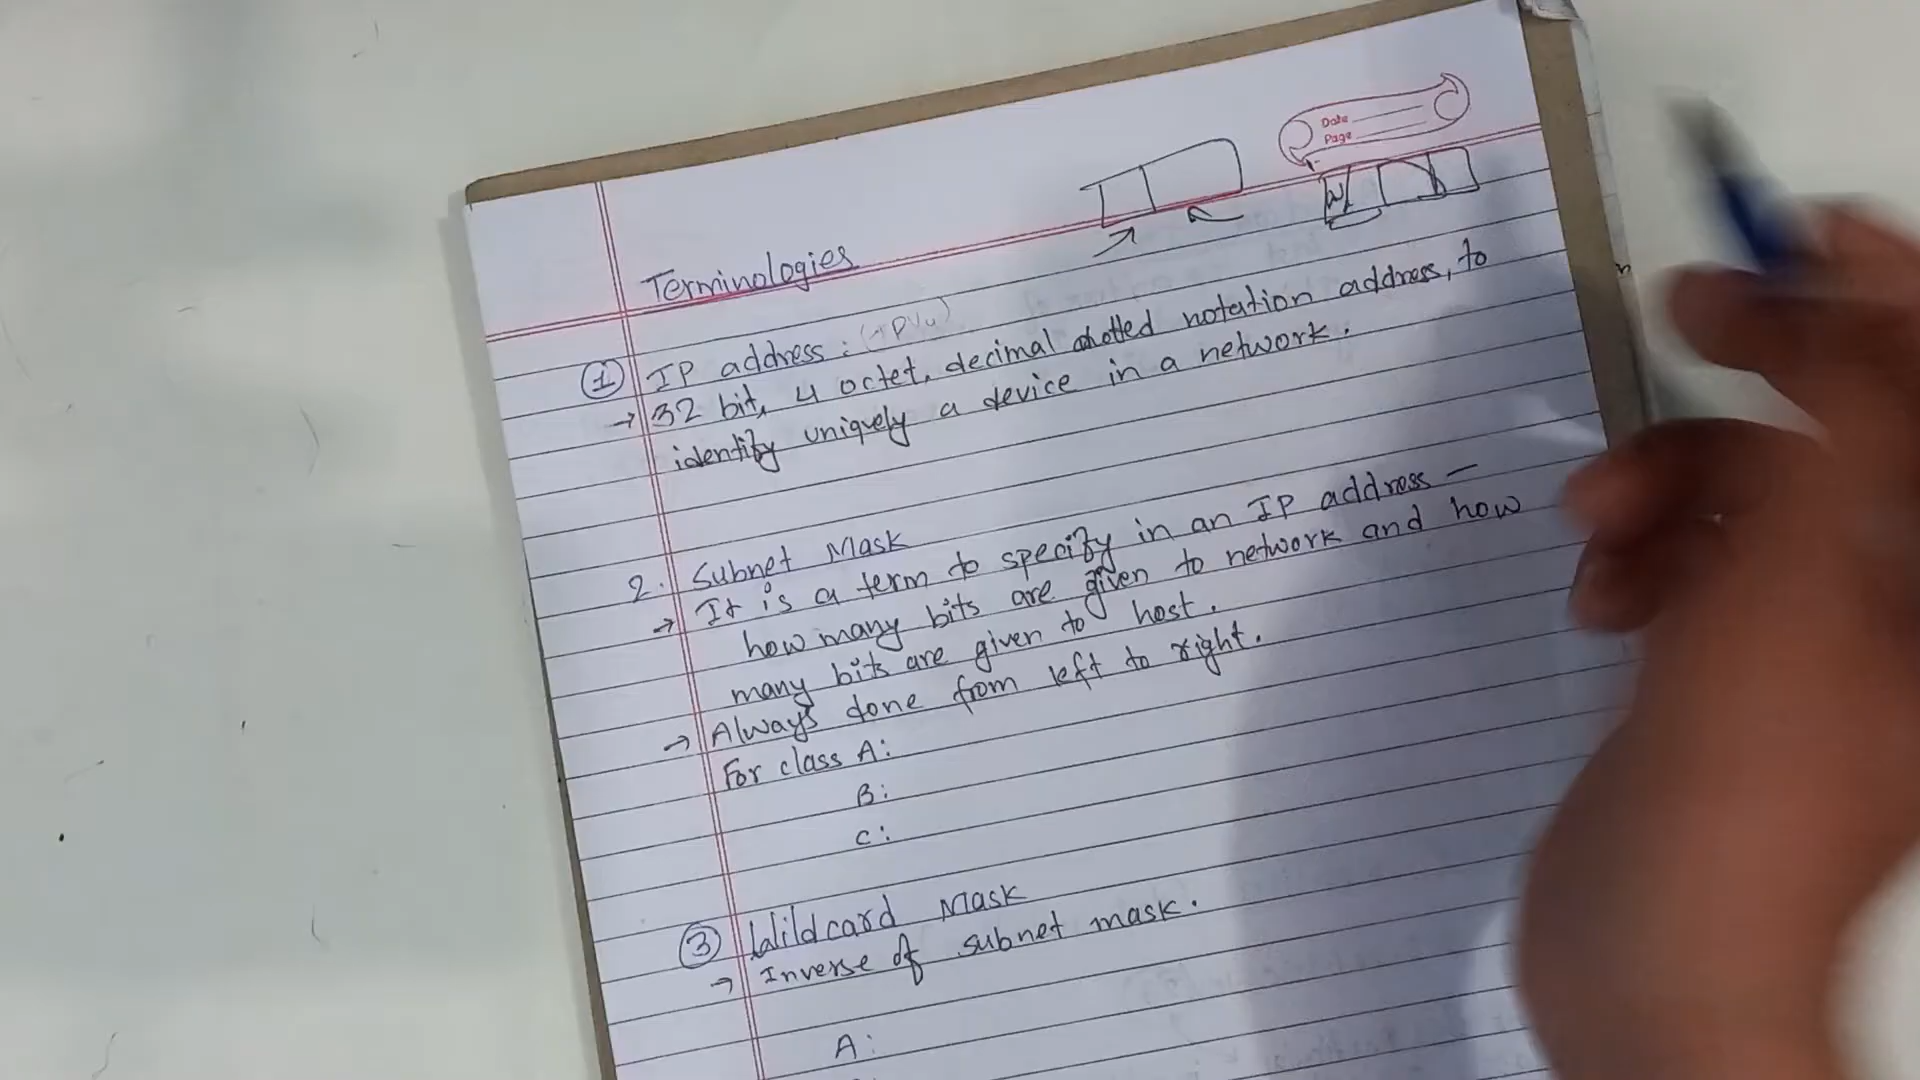 Date
Page
Terminologies
① IP address : (IPV4)
→ 32 bit, 4 octet, decimal dotted notation address, to
identify uniquely a device in a network.
2. Subnet Mask
→ It is a term to specify in an IP address —
how many bits are given to network and how
many bits are given to host.
→ Always done from left to right.
For class A:
B:
C:
③ Wildcard Mask
→ Inverse of subnet mask.
A: